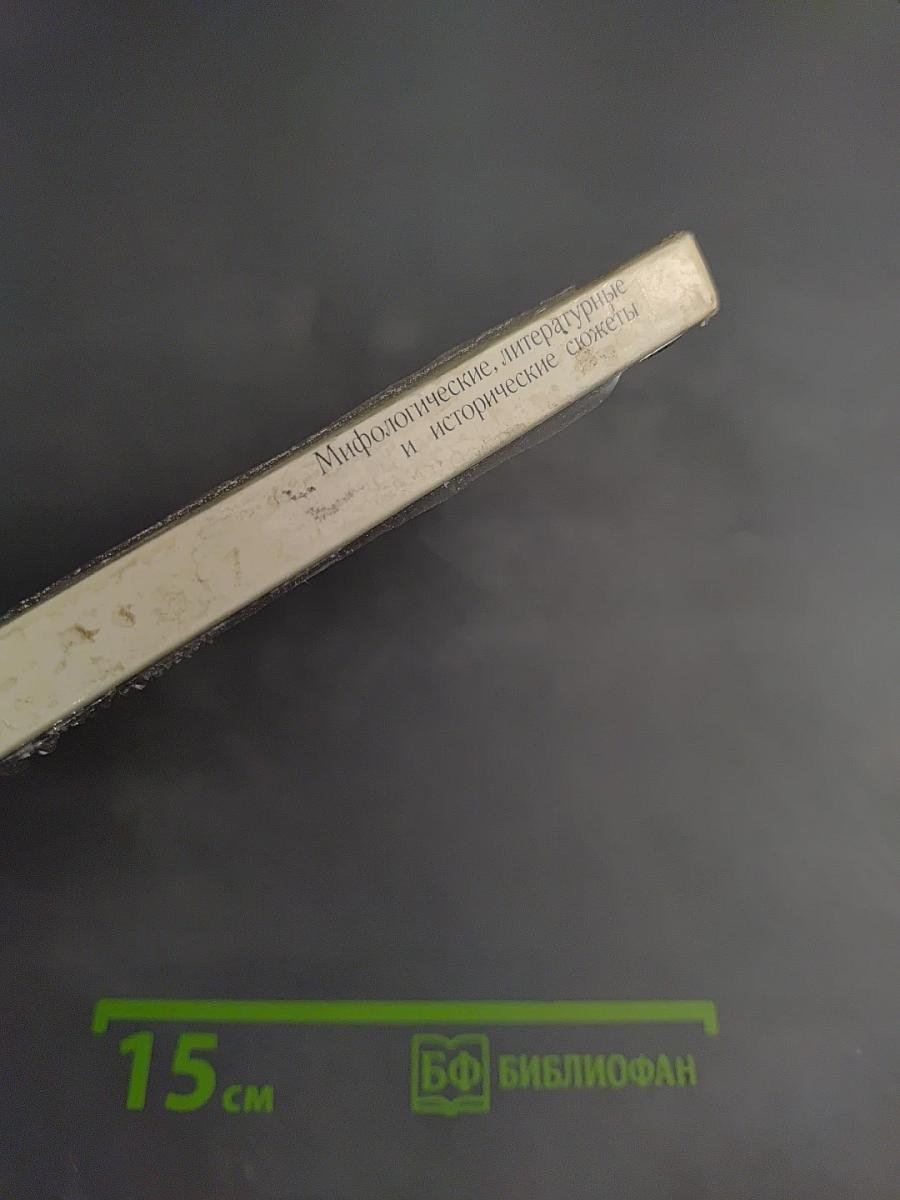 Мифологические, литературные
и исторические сюжеты
15 см
БФ БИБЛИОФАН